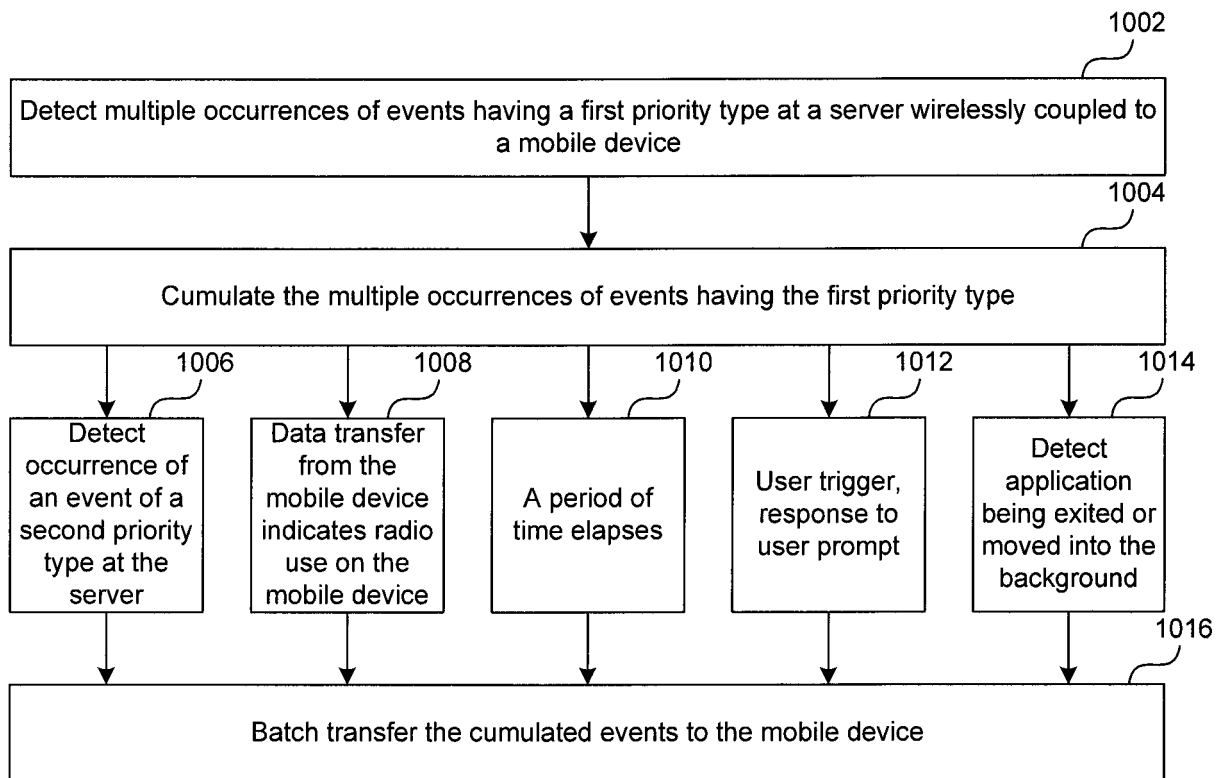 1002
Detect multiple occurrences of events having a first priority type at a server wirelessly coupled to
a mobile device
1004
Cumulate the multiple occurrences of events having the first priority type
1006
Detect
occurrence of
an event of a
second priority
type at the
server
1008
Data transfer
from the
mobile device
indicates radio
use on the
mobile device
1010
A period of
time elapses
1012
User trigger,
response to
user prompt
1014
Detect
application
being exited or
moved into the
background
1016
Batch transfer the cumulated events to the mobile device